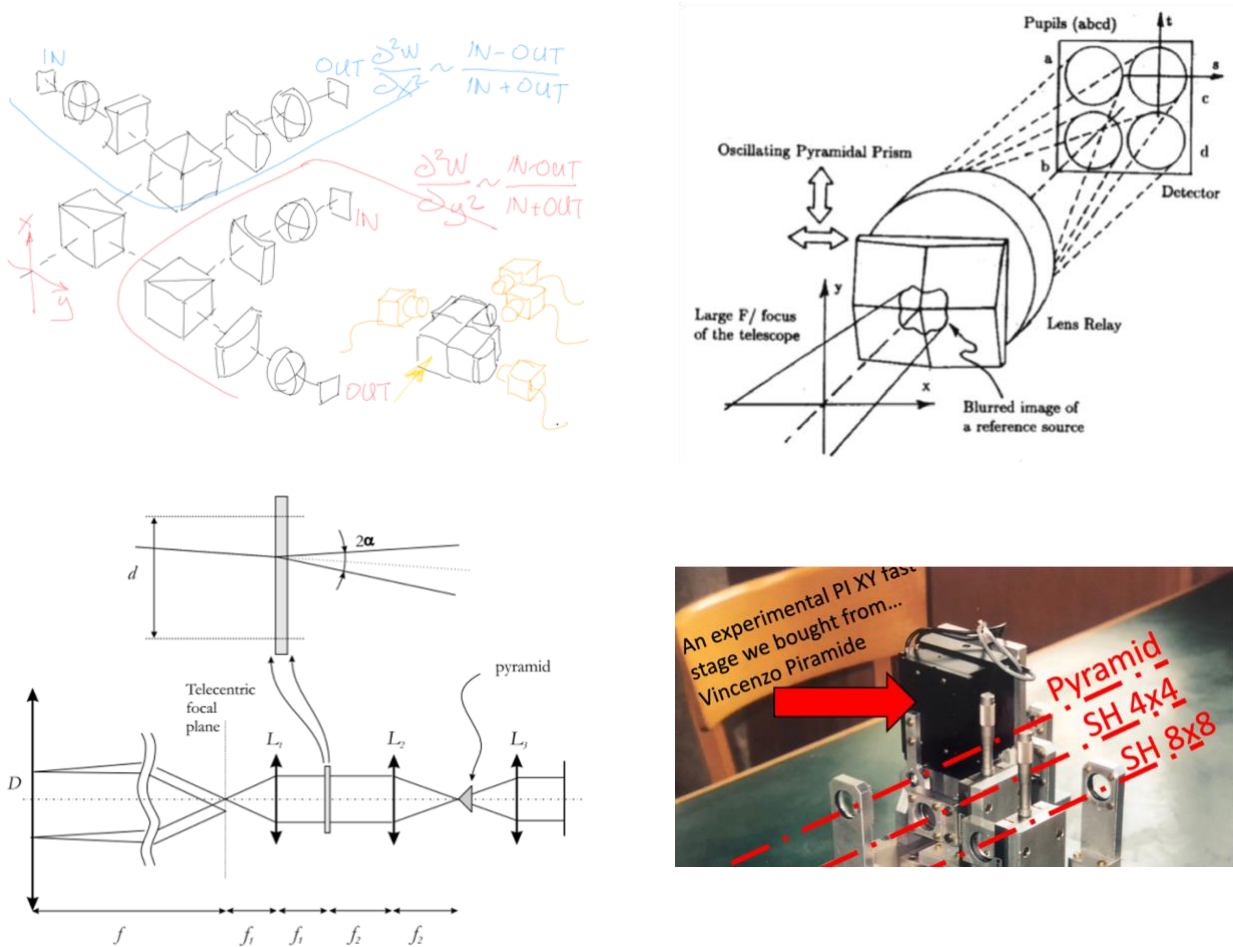 IN
OUT ∂²W/∂x² ~ IN-OUT/IN+OUT
∂²W/∂y² ~ IN-OUT/IN+OUT
IN
x
y
OUT
Pupils (abcd)
t
a
s
c
b
d
Detector
Oscillating Pyramidal Prism
Large F/ focus
of the telescope
y
Lens Relay
x
Blurred image of
a reference source
d
2α
pyramid
Telecentric
focal
plane
L₁
L₂
L₃
D
f
f₁
f₁
f₂
f₂
An experimental PI XY fast
stage we bought from...
Vincenzo Piramide
Pyramid
SH 4x4
SH 8x8